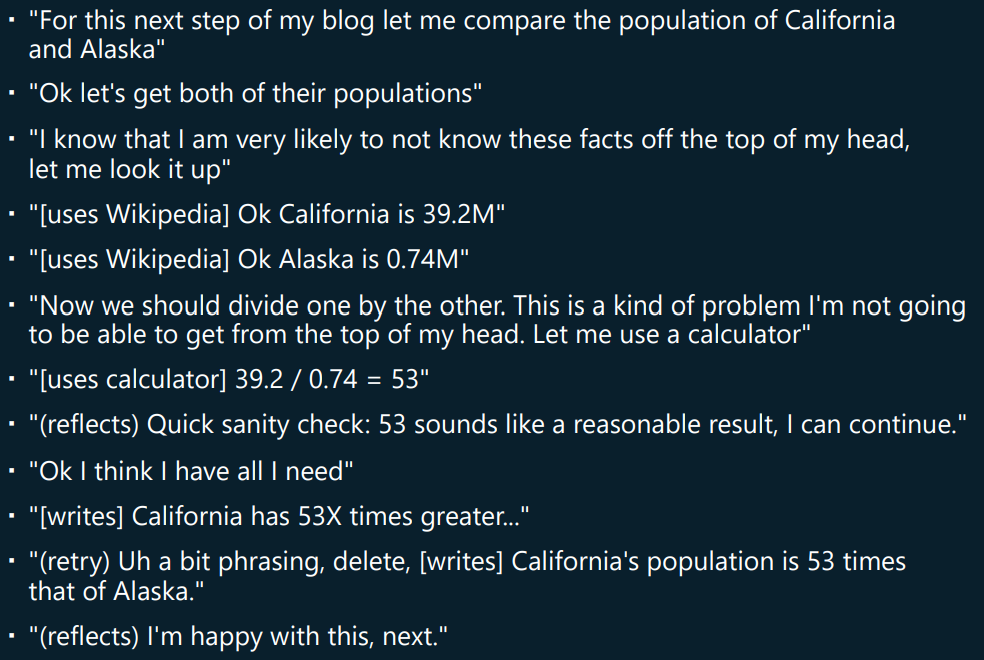 ▪ "For this next step of my blog let me compare the population of California
and Alaska"
▪ "Ok let's get both of their populations"
▪ "I know that I am very likely to not know these facts off the top of my head,
let me look it up"
▪ "[uses Wikipedia] Ok California is 39.2M"
▪ "[uses Wikipedia] Ok Alaska is 0.74M"
▪ "Now we should divide one by the other. This is a kind of problem I'm not going
to be able to get from the top of my head. Let me use a calculator"
▪ "[uses calculator] 39.2 / 0.74 = 53"
▪ "(reflects) Quick sanity check: 53 sounds like a reasonable result, I can continue."
▪ "Ok I think I have all I need"
▪ "[writes] California has 53X times greater..."
▪ "(retry) Uh a bit phrasing, delete, [writes] California's population is 53 times
that of Alaska."
▪ "(reflects) I'm happy with this, next."